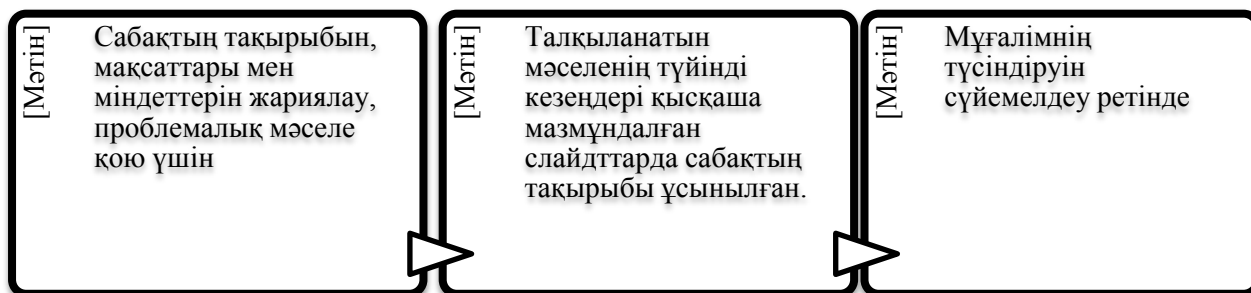 [Мәтін]
Сабақтың тақырыбын,
мақсаттары мен
міндеттерін жариялау,
проблемалық мәселе
қою үшін
[Мәтін]
Талқыланатын
мәселенің түйінді
кезеңдері қысқаша
мазмұндалған
слайдттарда сабақтың
тақырыбы ұсынылған.
[Мәтін]
Мұғалімнің
түсіндіруін
сүйемелдеу ретінде